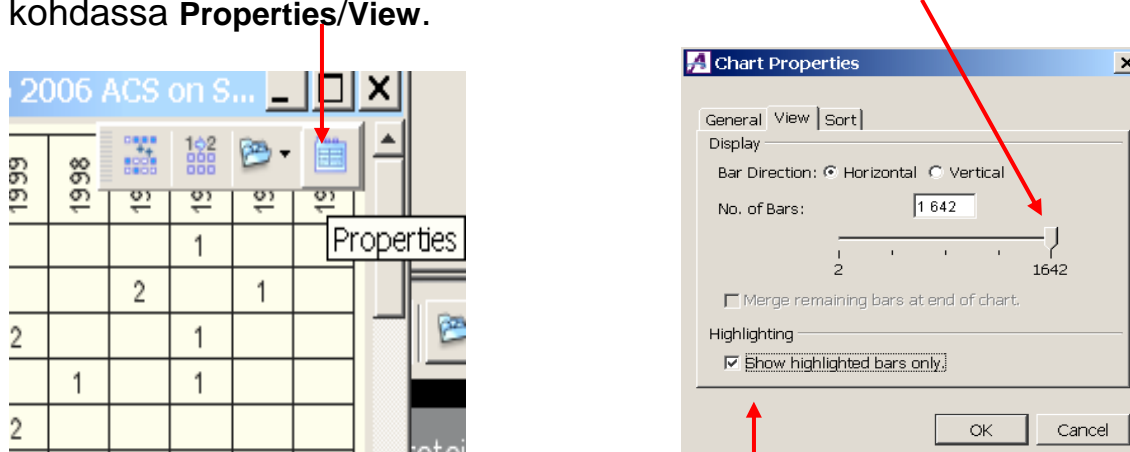 kohdassa Properties/View.
2006 ACS on S...
1999
1998
1
Properties
2
1
2
1
1
1
2
Chart Properties
General View Sort
Display
Bar Direction: Horizontal Vertical
No. of Bars: 1 642
2 1642
Merge remaining bars at end of chart.
Highlighting
Show highlighted bars only.
OK Cancel